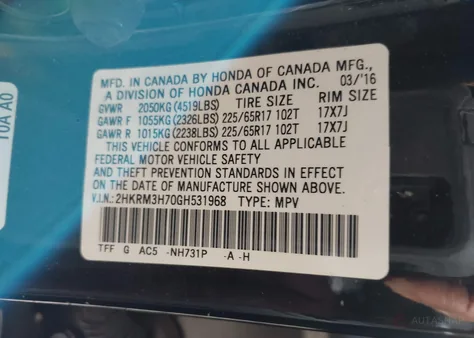 MFD. IN CANADA BY HONDA OF CANADA MFG.,
A DIVISION OF HONDA CANADA INC. 03/'16
GVWR 2050KG (4519LBS) TIRE SIZE RIM SIZE
GAWR F 1055KG (2326LBS) 225/65R17 102T 17X7J
GAWR R 1015KG (2238LBS) 225/65R17 102T 17X7J
THIS VEHICLE CONFORMS TO ALL APPLICABLE
FEDERAL MOTOR VEHICLE SAFETY
AND THEFT PREVENTION STANDARDS IN EFFECT
ON THE DATE OF MANUFACTURE SHOWN ABOVE.
V.I.N.: 2HKRM3H70GH531968 TYPE: MPV
TFF G AC5 -NH731P -A -H
10A A0